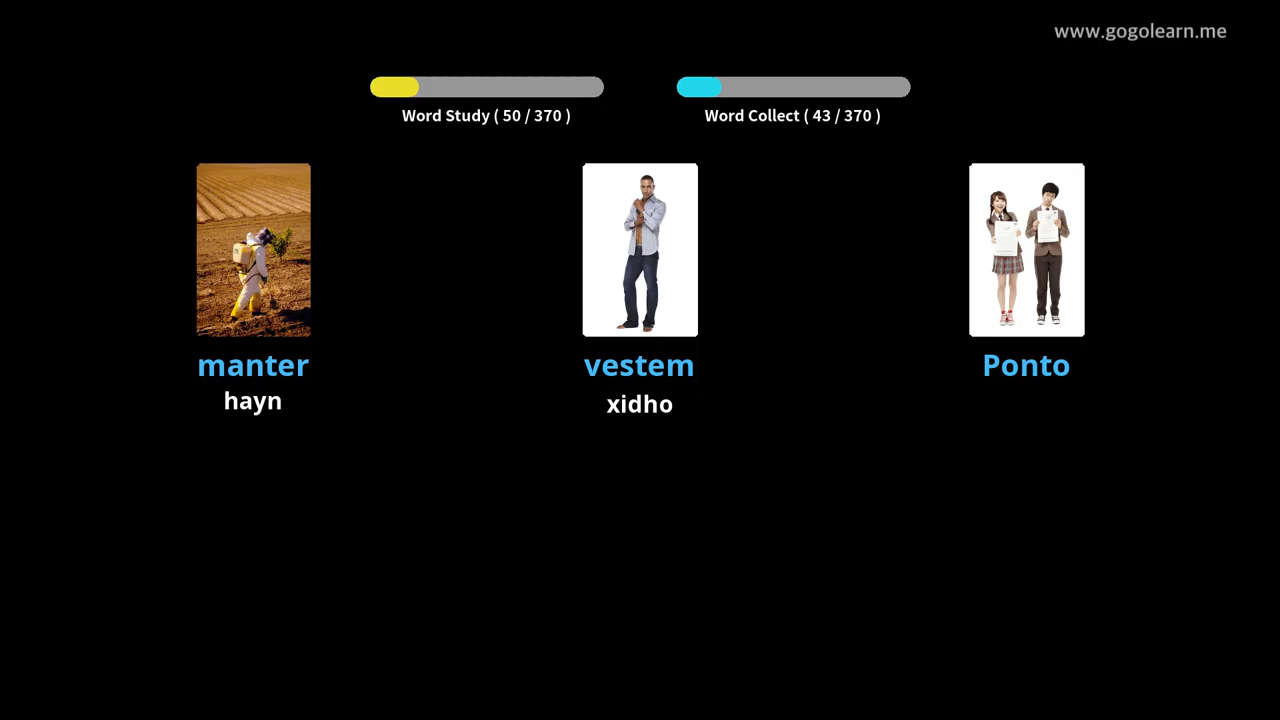 www.gogolearn.me
Word Study ( 50 / 370 )
Word Collect ( 43 / 370 )
manter
vestem
Ponto
hayn
xidho